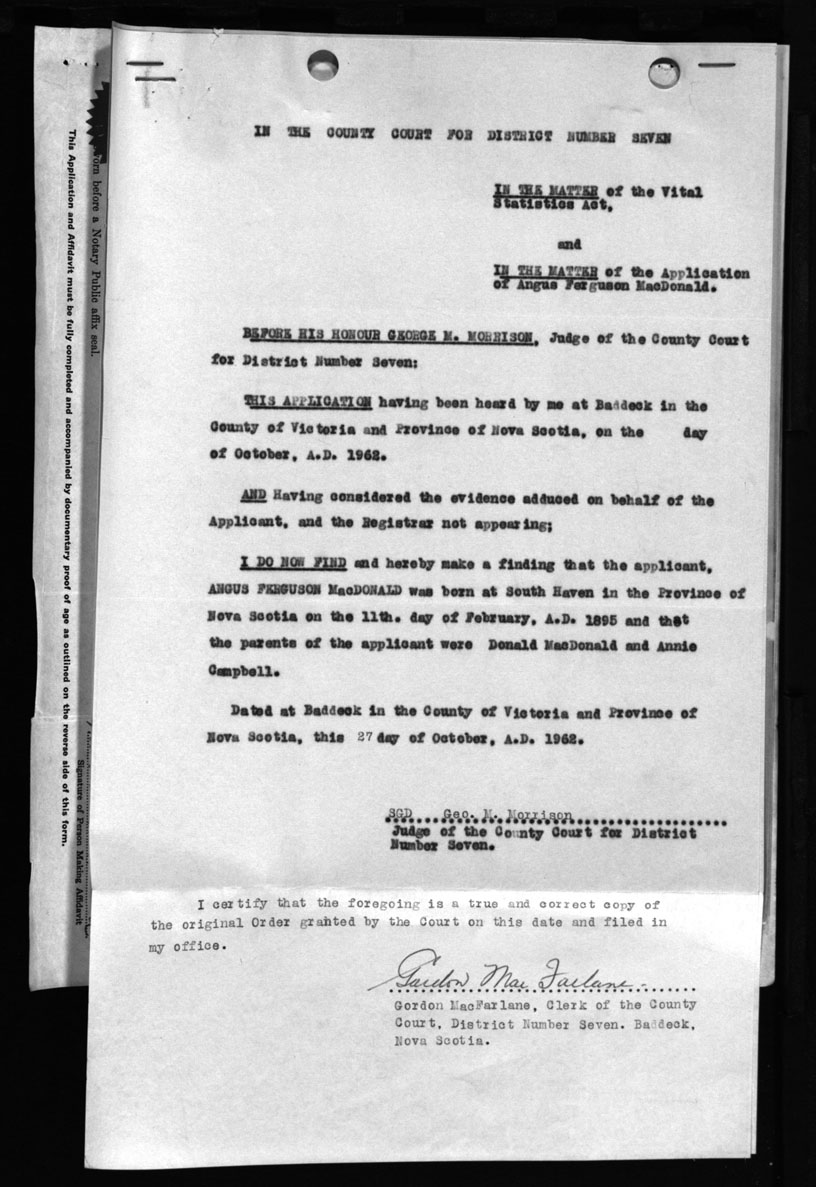 IN THE COUNTY COURT FOR DISTRICT NUMBER SEVEN
IN THE MATTER of the Vital
Statistics Act,
and
IN THE MATTER of the Application
of Angus Ferguson MacDonald.
BEFORE HIS HONOUR GEORGE M. MORRISON, Judge of the County Court
for District Number Seven:
THIS APPLICATION having been heard by me at Baddeck in the
County of Victoria and Province of Nova Scotia, on the day
of October, A.D. 1962.
AND Having considered the evidence adduced on behalf of the
Applicant, and the Registrar not appearing;
I DO NOW FIND and hereby make a finding that the applicant,
ANGUS FERGUSON MacDONALD was born at South Haven in the Province of
Nova Scotia on the 11th. day of February, A.D. 1895 and that
the parents of the applicant were Donald MacDonald and Annie
Campbell.
Dated at Baddeck in the County of Victoria and Province of
Nova Scotia, this 27 day of October, A.D. 1962.
SGD Geo. M. Morrison
Judge of the County Court for District
Number Seven.
I certify that the foregoing is a true and correct copy of
the original Order granted by the Court on this date and filed in
my office.
Gordon MacFarlane
Gordon MacFarlane, Clerk of the County
Court, District Number Seven. Baddeck,
Nova Scotia.
before a Notary Public affix seal.
This Application and Affidavit must be fully completed and accompanied by documentary proof of age as outlined on the reverse side of this form.
Signature of Person Making Affidavit